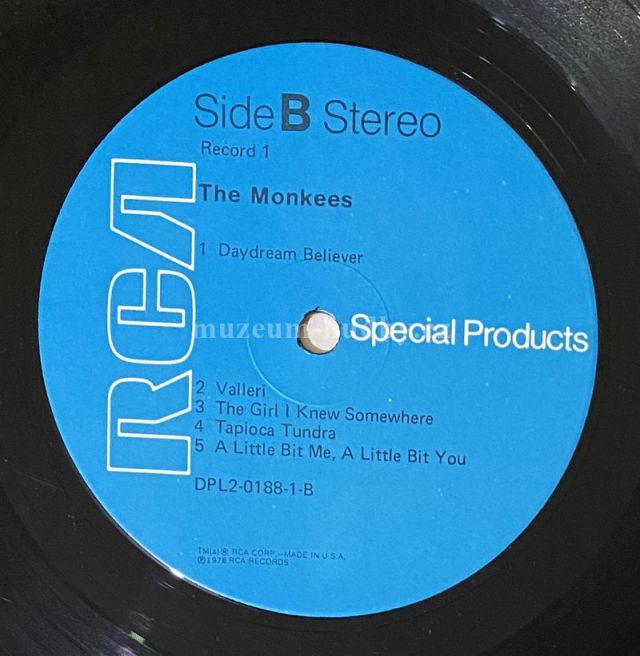 Side B Stereo
Record 1
The Monkees
1 Daydream Believer
Special Products
2 Valleri
3 The Girl I Knew Somewhere
4 Tapioca Tundra
5 A Little Bit Me, A Little Bit You
DPL2-0188-1-B
TM(s)® RCA CORP.—MADE IN U.S.A.
℗1976 RCA RECORDS
RCA
muzeum